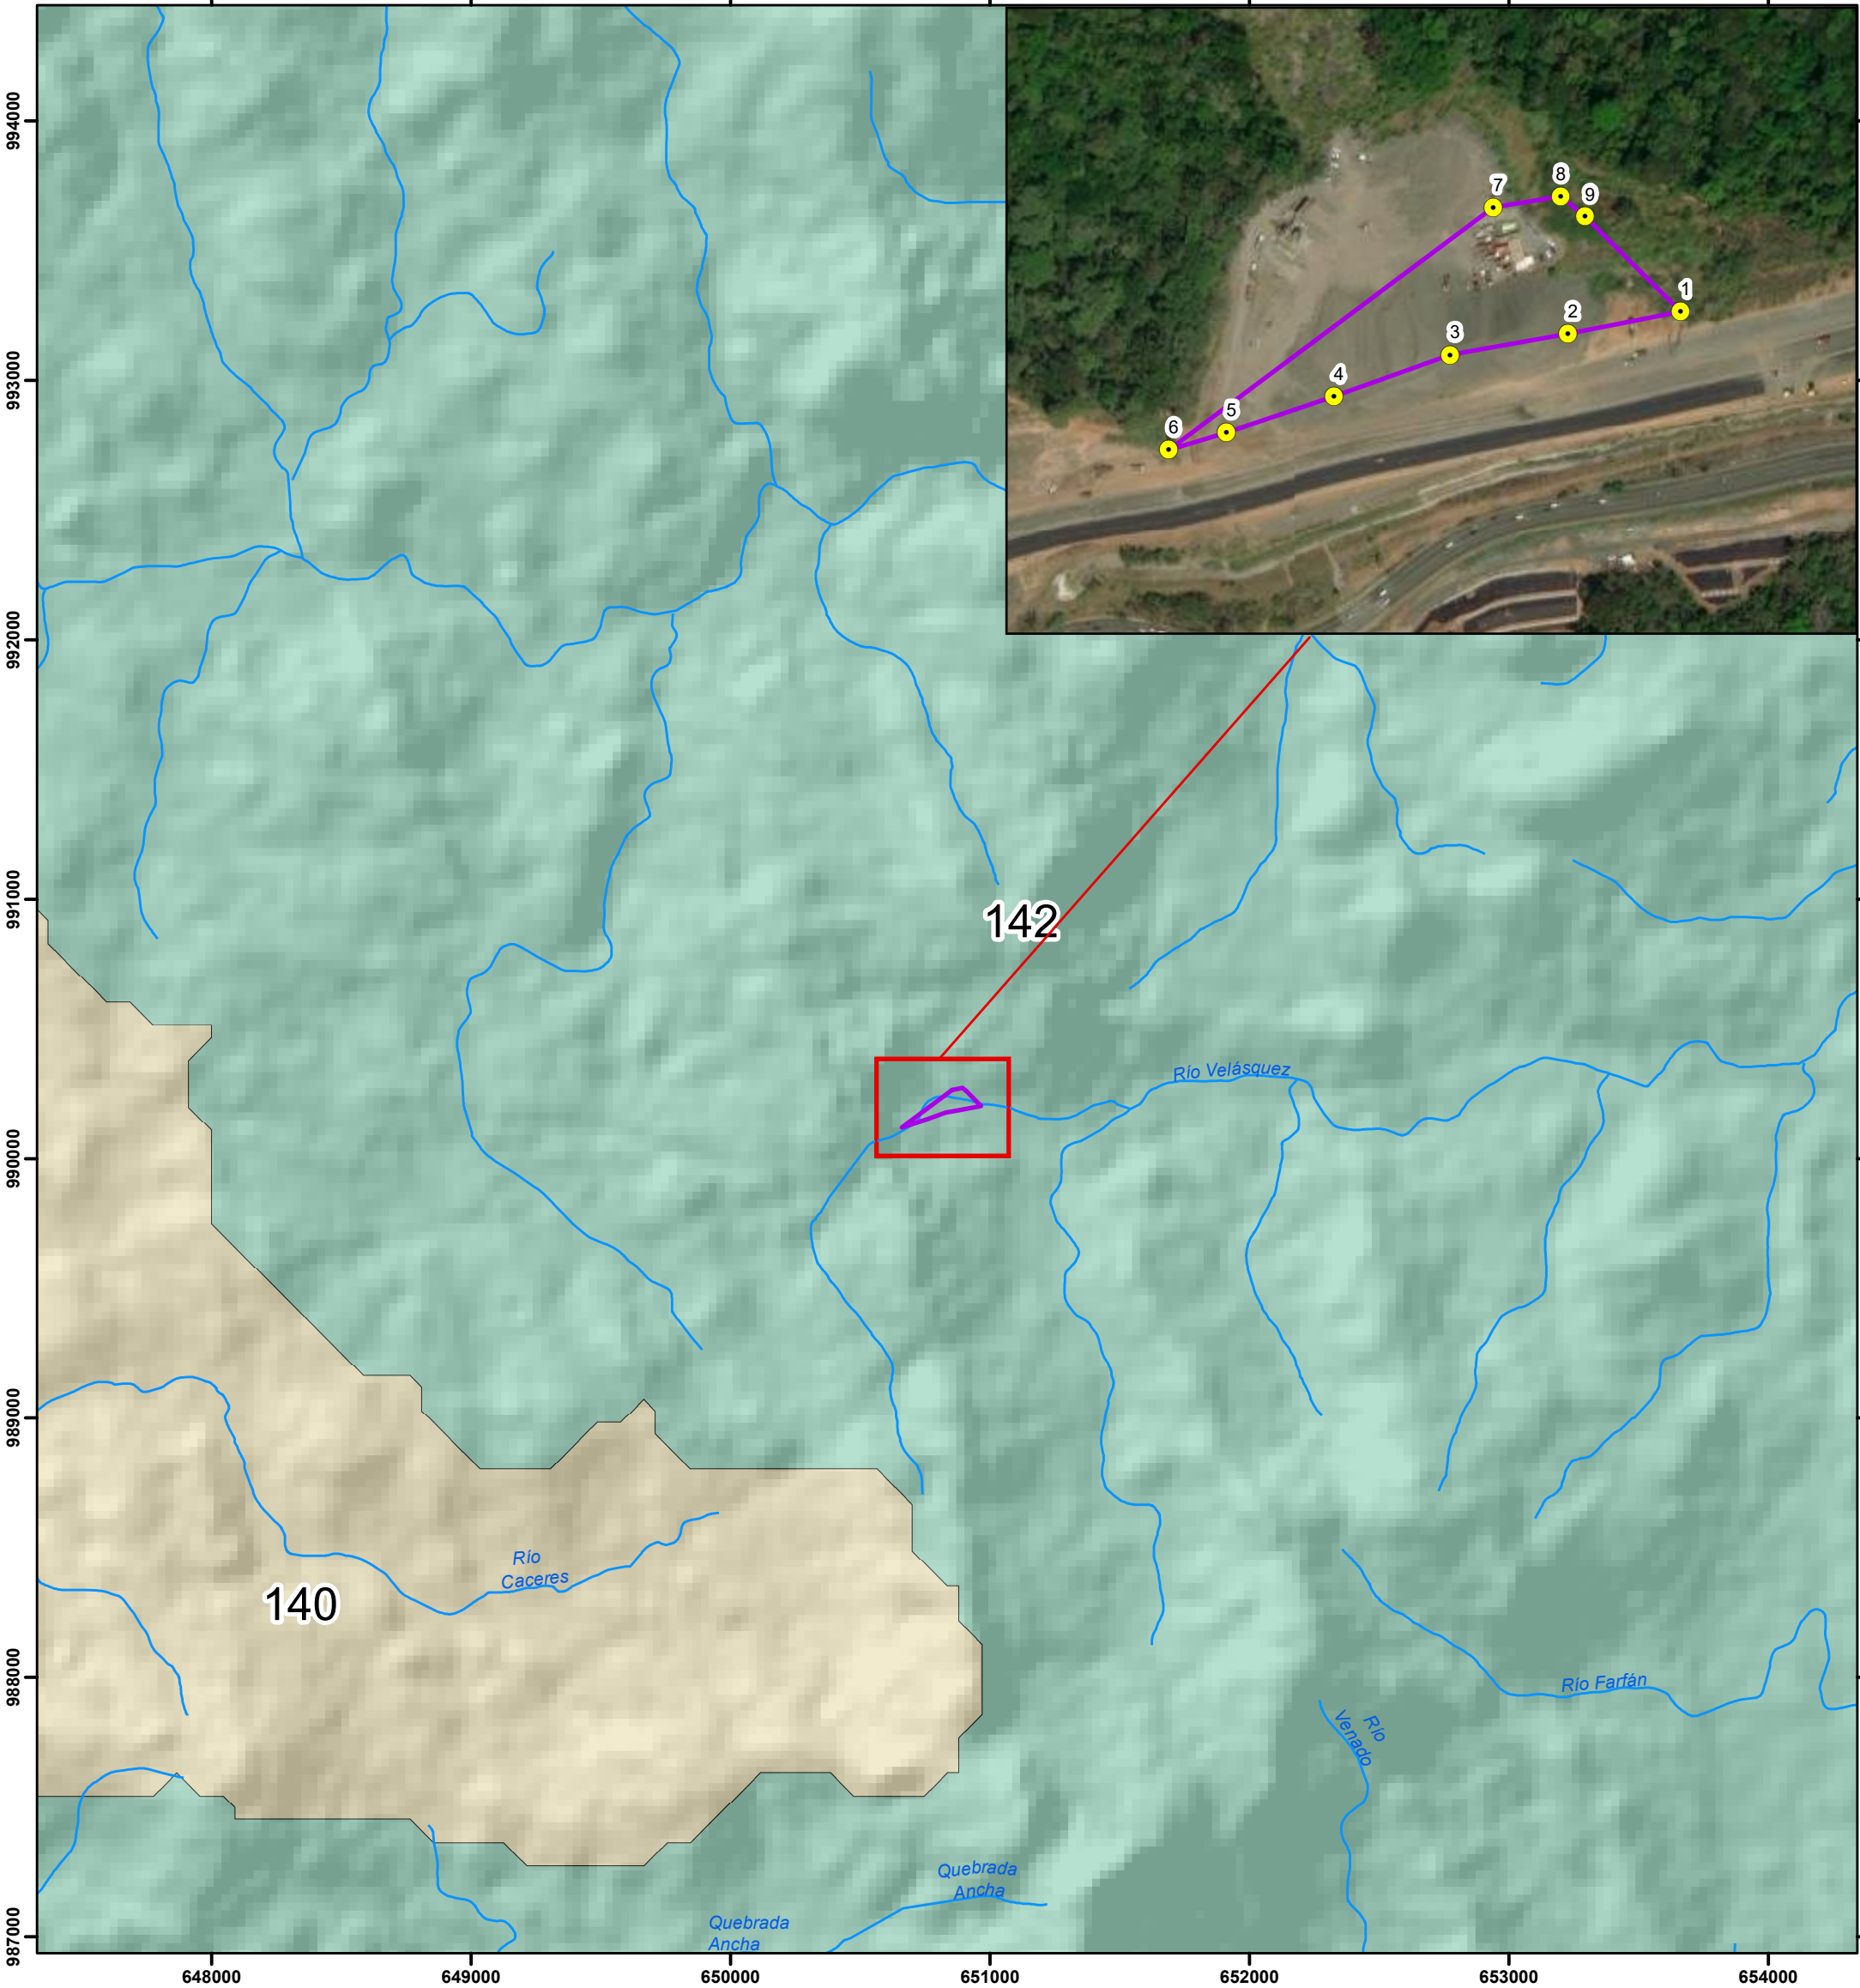 994000
993000
992000
991000
990000
989000
988000
987000
7
8
9
1
2
3
4
5
6
142
Río Velásquez
Río
Caceres
140
Río Farfán
Río
Venado
Quebrada
Ancha
Quebrada
Ancha
648000
649000
650000
651000
652000
653000
654000